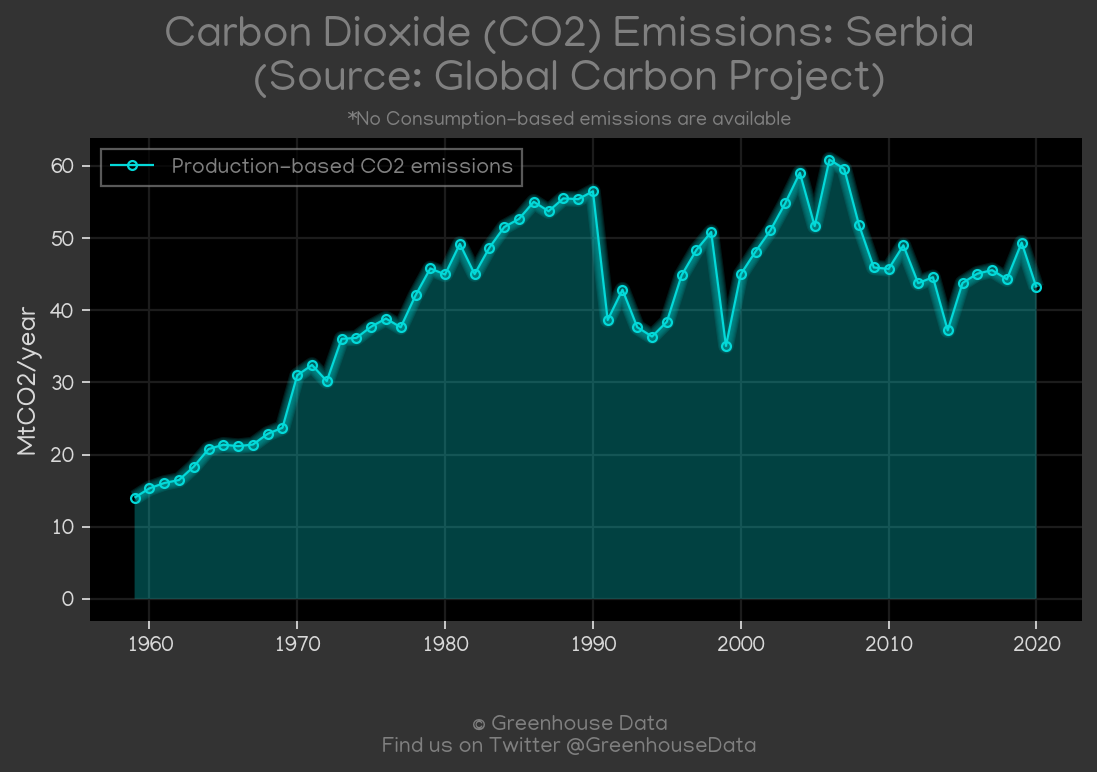 Carbon Dioxide (CO2) Emissions: Serbia
(Source: Global Carbon Project)
*No Consumption-based emissions are available
Production-based CO2 emissions
MtCO2/year
60
50
40
30
20
10
0
1960 1970 1980 1990 2000 2010 2020
© Greenhouse Data
Find us on Twitter @GreenhouseData